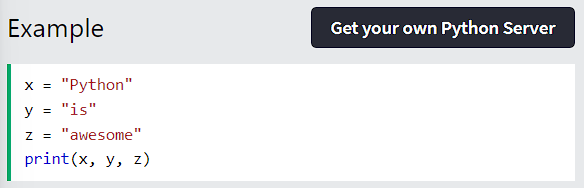 Example
Get your own Python Server
x = "Python"
y = "is"
z = "awesome"
print(x, y, z)